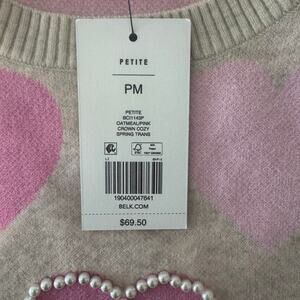 PETITE
PM
PETITE
BCI1143P
OATMEAL/PINK
CROWN COZY
SPRING TRANS
190400047641
BELK.COM
$69.50